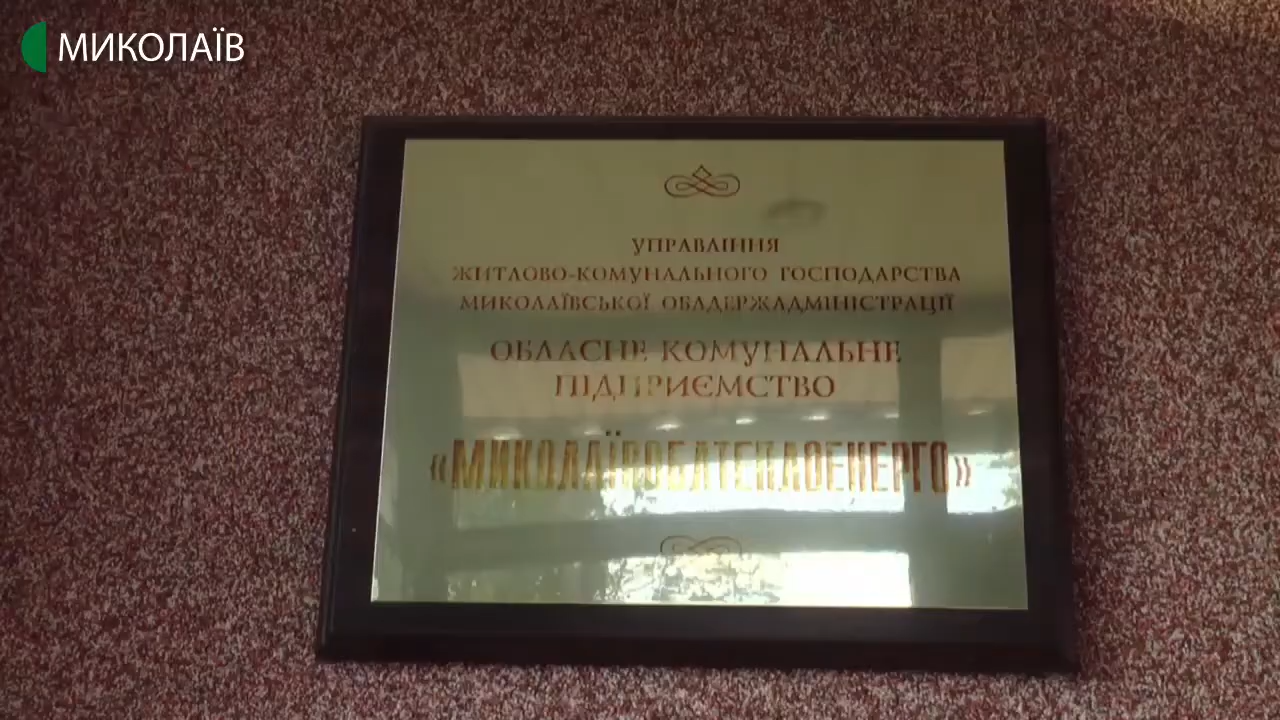 МИКОЛАЇВ
УПРАВЛІННЯ
ЖИТЛОВО-КОМУНАЛЬНОГО ГОСПОДАРСТВА
МИКОЛАЇВСЬКОЇ ОБЛДЕРЖАДМІНІСТРАЦІЇ
ОБЛАСНЕ КОМУНАЛЬНЕ
ПІДПРИЄМСТВО
«МИКОЛАЇВОБЛТЕПЛОЕНЕРГО»